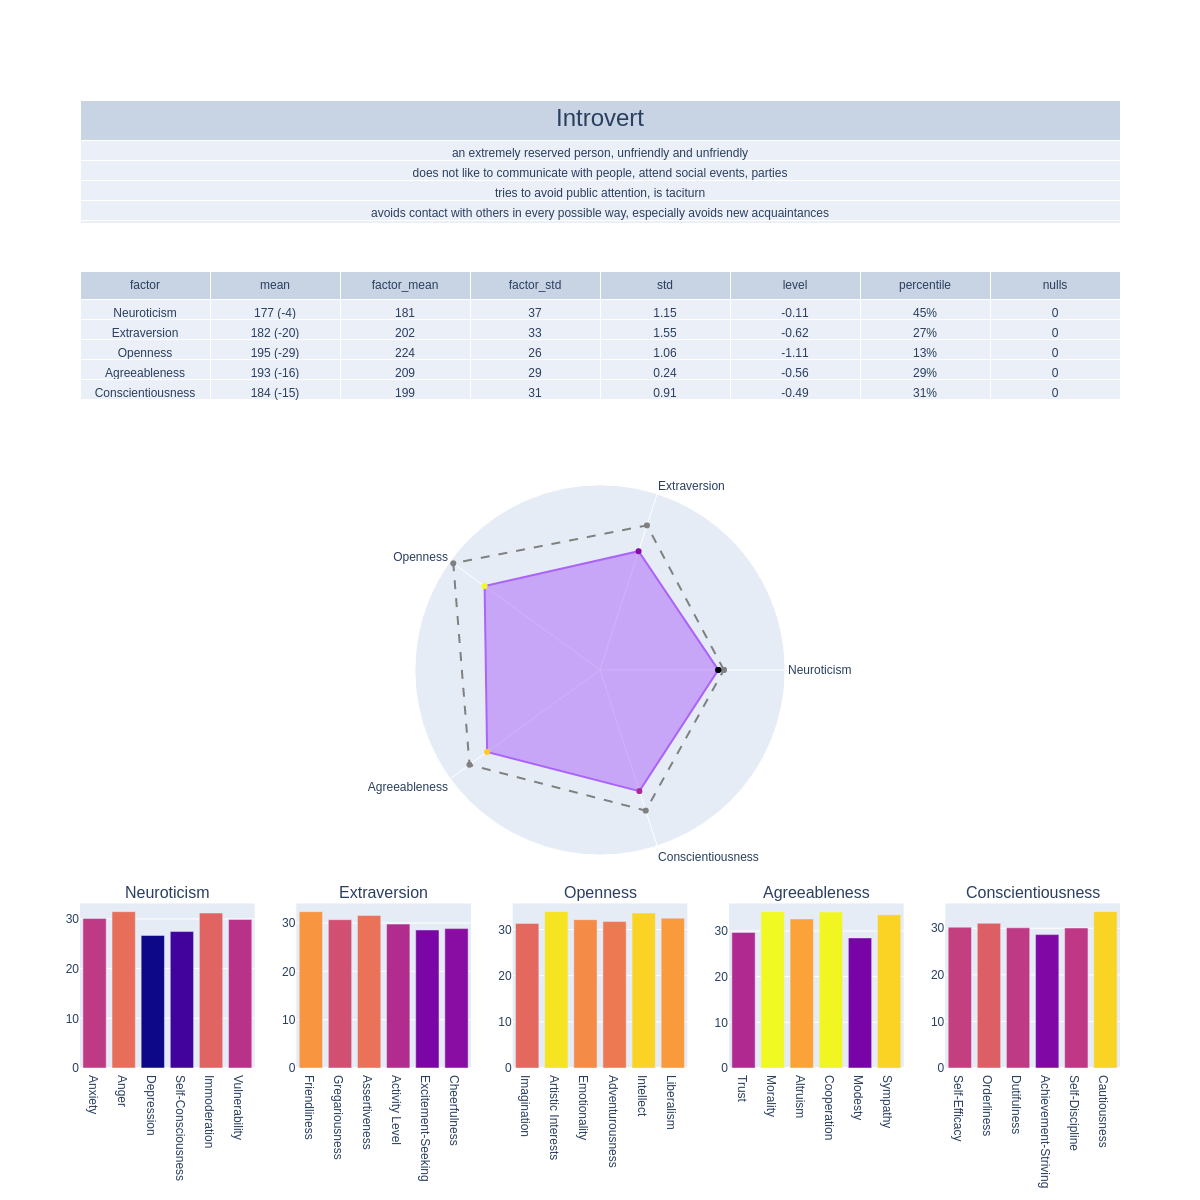 Introvert
an extremely reserved person, unfriendly and unfriendly
does not like to communicate with people, attend social events, parties
tries to avoid public attention, is taciturn
avoids contact with others in every possible way, especially avoids new acquaintances
factor mean factor_mean factor_std std level percentile nulls
Neuroticism 177 (-4) 181 37 1.15 -0.11 45% 0
Extraversion 182 (-20) 202 33 1.55 -0.62 27% 0
Openness 195 (-29) 224 26 1.06 -1.11 13% 0
Agreeableness 193 (-16) 209 29 0.24 -0.56 29% 0
Conscientiousness 184 (-15) 199 31 0.91 -0.49 31% 0
Extraversion
Openness
Neuroticism
Agreeableness
Conscientiousness
Neuroticism
30
20
10
0
Anxiety
Anger
Depression
Self-Consciousness
Immoderation
Vulnerability
Extraversion
30
20
10
0
Friendliness
Gregariousness
Assertiveness
Activity Level
Excitement-Seeking
Cheerfulness
Openness
30
20
10
0
Imagination
Artistic Interests
Emotionality
Adventurousness
Intellect
Liberalism
Agreeableness
30
20
10
0
Trust
Morality
Altruism
Cooperation
Modesty
Sympathy
Conscientiousness
30
20
10
0
Self-Efficacy
Orderliness
Dutifulness
Achievement-Striving
Self-Discipline
Cautiousness